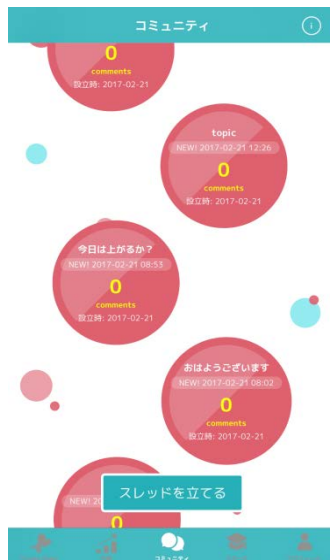 コミュニティ
i
0
comments
設立時: 2017-02-21
topic
NEW! 2017-02-21 12:26
0
comments
設立時: 2017-02-21
今日は上がるか?
NEW! 2017-02-21 08:53
0
comments
設立時: 2017-02-21
おはようございます
NEW! 2017-02-21 08:02
0
comments
設立時: 2017-02-21
スレッドを立てる
NEW! 20
0
コミュニティ